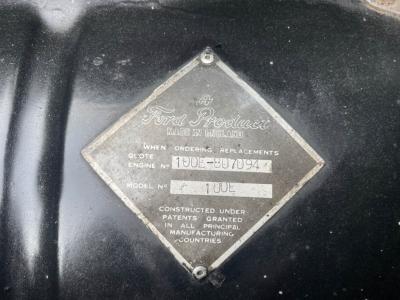 A
Ford Product
MADE IN ENGLAND
WHEN ORDERING REPLACEMENTS
QUOTE
ENGINE No 100E-807094
MODEL No 100E
CONSTRUCTED UNDER
PATENTS GRANTED
IN ALL PRINCIPAL
MANUFACTURING
COUNTRIES